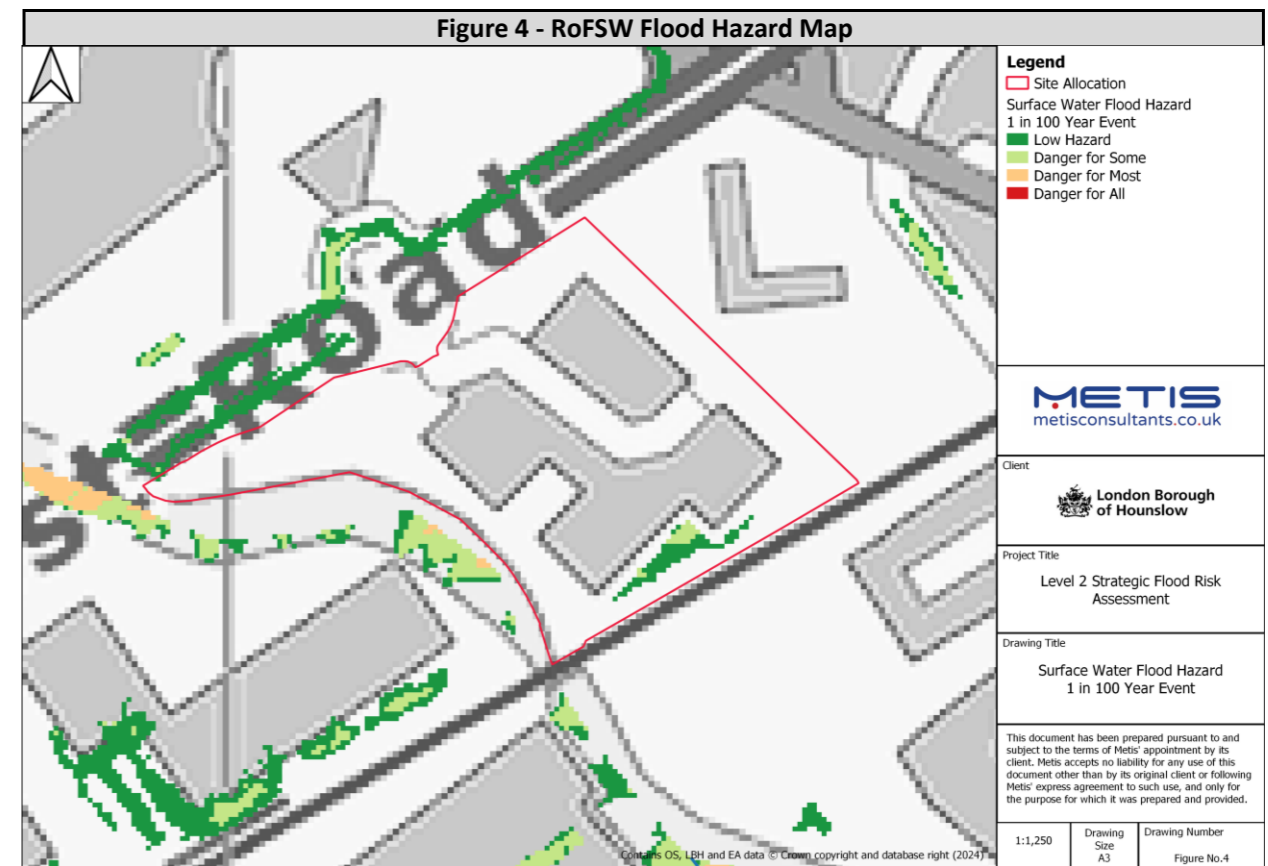 Figure 4 - RoFSW Flood Hazard Map
Legend
Site Allocation
Surface Water Flood Hazard
1 in 100 Year Event
Low Hazard
Danger for Some
Danger for Most
Danger for All
s Road
METIS
metisconsultants.co.uk
Client
London Borough
of Hounslow
Project Title
Level 2 Strategic Flood Risk
Assessment
Drawing Title
Surface Water Flood Hazard
1 in 100 Year Event
This document has been prepared pursuant to and
subject to the terms of Metis' appointment by its
client. Metis accepts no liability for any use of this
document other than by its original client or following
Metis' express agreement to such use, and only for
the purpose for which it was prepared and provided.
1:1,250
Drawing
Size
A3
Drawing Number
Figure No.4
Contains OS, LBH and EA data © Crown copyright and database right (2024)